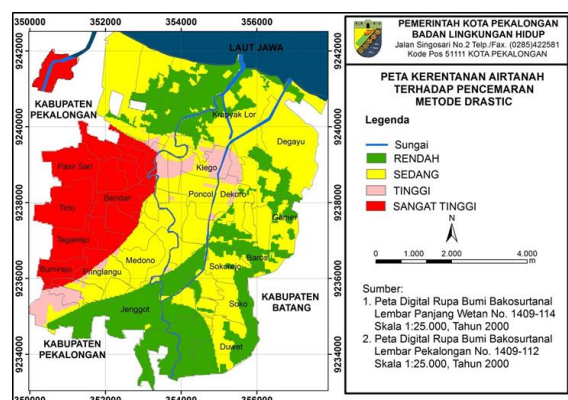 350000 352000 354000 356000
9242000
9240000
9238000
9236000
9234000
LAUT JAWA
KABUPATEN
PEKALONGAN
Krapyak Lor
Degayu
Pasir Sari
Klego
Bendan
Poncol
Dekoro
Tirto
Gamer
Tegalrejo
Medono
Baros
Bumirejo
Pringlangu
Sokorejo
Jenggot
Soko
KABUPATEN
BATANG
KABUPATEN
PEKALONGAN
Duwet
9242000
9240000
9238000
9236000
9234000
350000 352000 354000 356000
PEMERINTAH KOTA PEKALONGAN
BADAN LINGKUNGAN HIDUP
Jalan Singosari No.2 Telp./Fax. (0285)422581
Kode Pos 51111 KOTA PEKALONGAN
PETA KERENTANAN AIRTANAH
TERHADAP PENCEMARAN
METODE DRASTIC
Legenda
Sungai
RENDAH
SEDANG
TINGGI
SANGAT TINGGI
N
0 1.000 2.000 4.000
m
Sumber:
1. Peta Digital Rupa Bumi Bakosurtanal
Lembar Panjang Wetan No. 1409-114
Skala 1:25.000, Tahun 2000
2. Peta Digital Rupa Bumi Bakosurtanal
Lembar Pekalongan No. 1409-112
Skala 1:25.000, Tahun 2000